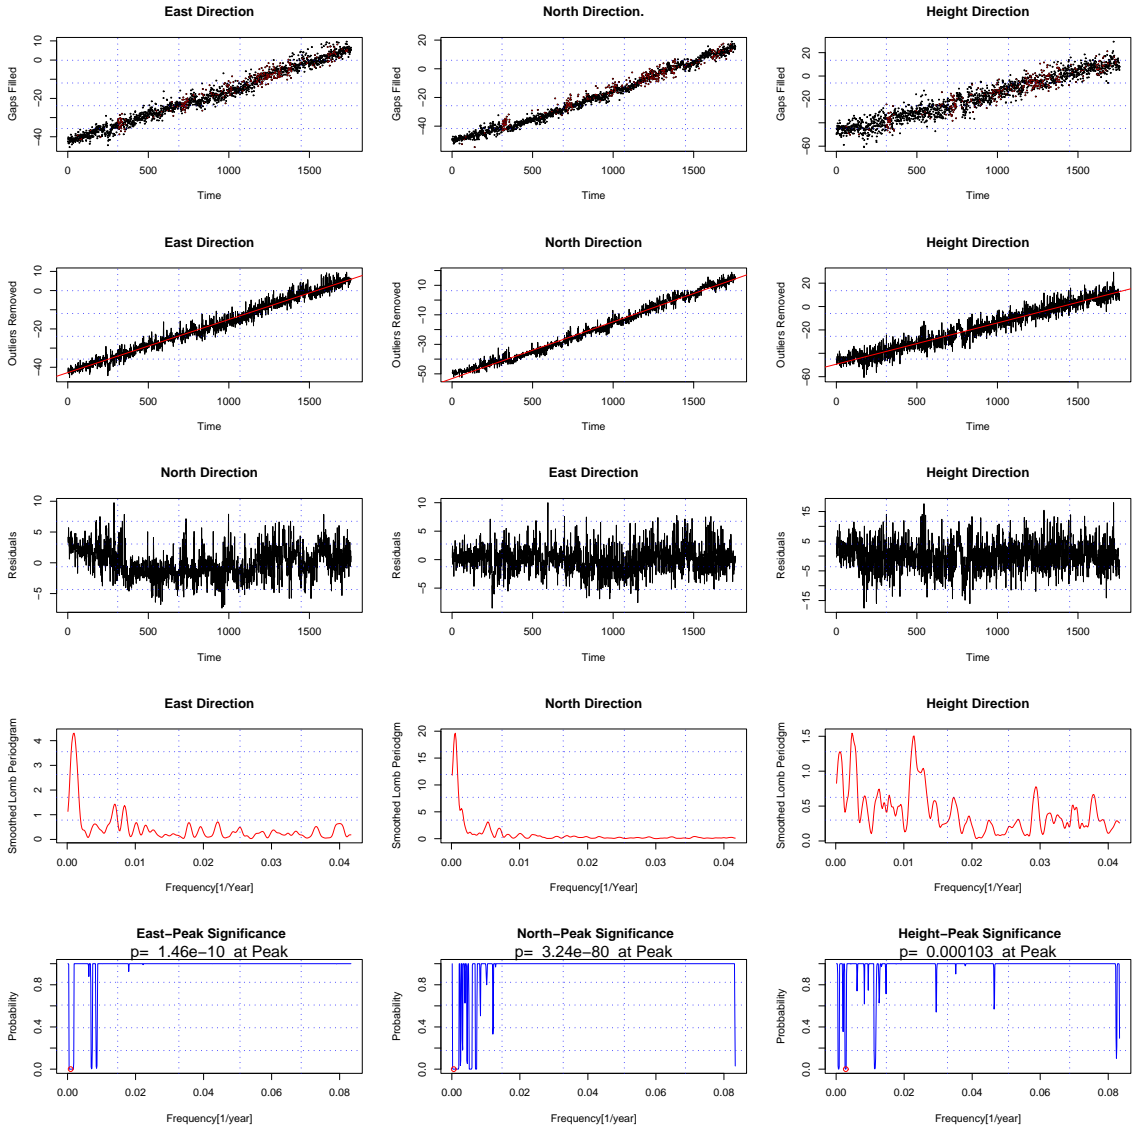 East Direction
North Direction.
Height Direction
Gaps Filled
10
0
−20
−40
0 500 1000 1500
Time
Gaps Filled
20
0
−40
0 500 1000 1500
Time
Gaps Filled
20
0
−20
−60
0 500 1000 1500
Time
East Direction
North Direction
Height Direction
Outliers Removed
10
0
−20
−40
0 500 1000 1500
Time
Outliers Removed
10
−10
−30
−50
0 500 1000 1500
Time
Outliers Removed
20
0
−20
−60
0 500 1000 1500
Time
North Direction
East Direction
Height Direction
Residuals
10
5
0
−5
0 500 1000 1500
Time
Residuals
10
5
0
−5
0 500 1000 1500
Time
Residuals
15
5
−5
−15
0 500 1000 1500
Time
East Direction
North Direction
Height Direction
Smoothed Lomb Periodgram
4
3
2
1
0
0.00 0.01 0.02 0.03 0.04
Frequency[1/Year]
Smoothed Lomb Periodgm
20
15
10
5
0
0.00 0.01 0.02 0.03 0.04
Frequency[1/Year]
Smoothed Lomb Periodgm
1.5
1.0
0.5
0.0
0.00 0.01 0.02 0.03 0.04
Frequency[1/Year]
East−Peak Significance
p= 1.46e−10 at Peak
North−Peak Significance
p= 3.24e−80 at Peak
Height−Peak Significance
p= 0.000103 at Peak
Probability
0.8
0.4
0.0
0.00 0.02 0.04 0.06 0.08
Frequency[1/year]
Probability
0.8
0.4
0.0
0.00 0.02 0.04 0.06 0.08
Frequency[1/year]
Probbability
0.8
0.4
0.0
0.00 0.02 0.04 0.06 0.08
Frequency[1/year]